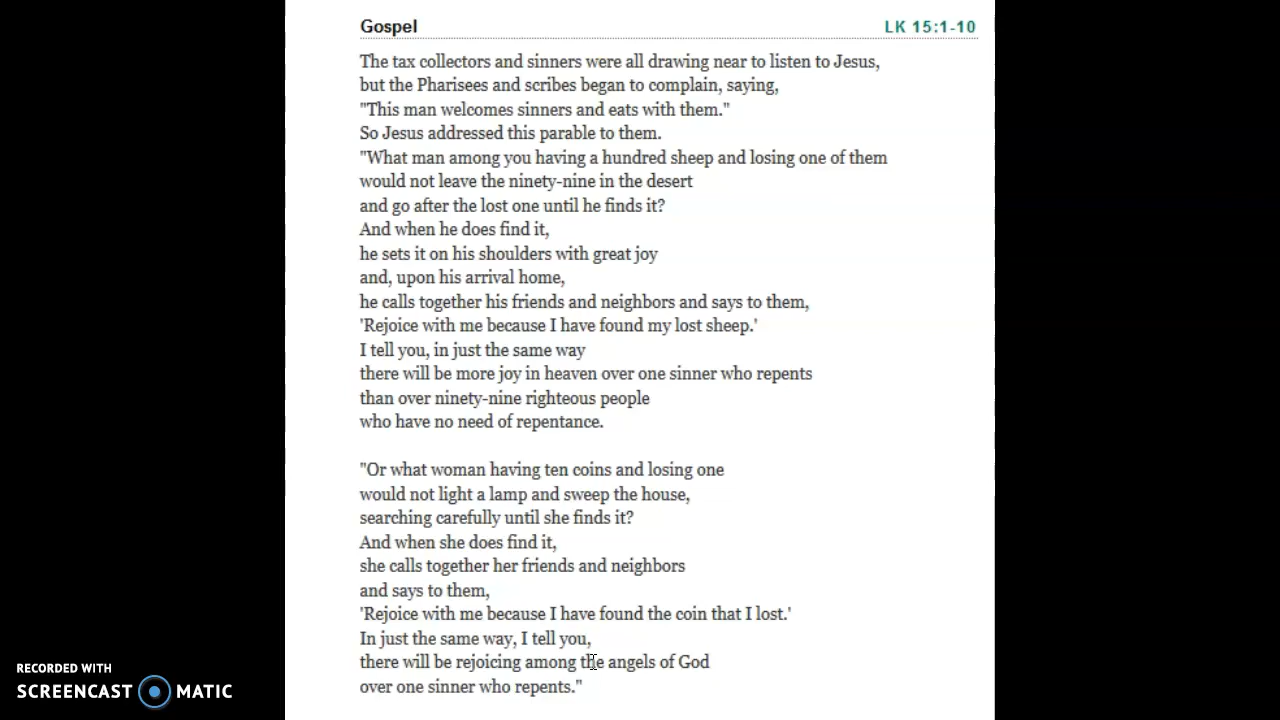 Gospel LK 15:1-10
The tax collectors and sinners were all drawing near to listen to Jesus,
but the Pharisees and scribes began to complain, saying,
"This man welcomes sinners and eats with them."
So Jesus addressed this parable to them.
"What man among you having a hundred sheep and losing one of them
would not leave the ninety-nine in the desert
and go after the lost one until he finds it?
And when he does find it,
he sets it on his shoulders with great joy
and, upon his arrival home,
he calls together his friends and neighbors and says to them,
'Rejoice with me because I have found my lost sheep.'
I tell you, in just the same way
there will be more joy in heaven over one sinner who repents
than over ninety-nine righteous people
who have no need of repentance.
"Or what woman having ten coins and losing one
would not light a lamp and sweep the house,
searching carefully until she finds it?
And when she does find it,
she calls together her friends and neighbors
and says to them,
'Rejoice with me because I have found the coin that I lost.'
In just the same way, I tell you,
there will be rejoicing among the angels of God
over one sinner who repents."
RECORDED WITH
SCREENCAST MATIC